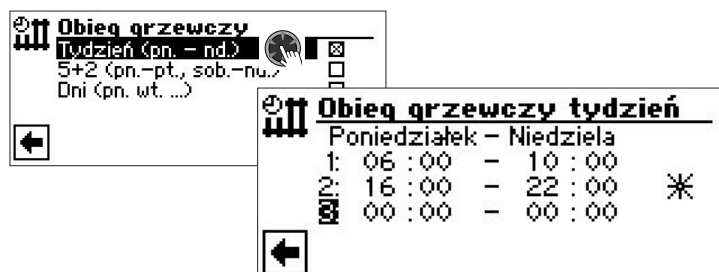 Obieg grzewczy
Tydzień (pn. – nd.)
5+2 (pn.–pt., sob.–nd.)
Dni (pn. wt. ...)
Obieg grzewczy tydzień
Poniedziałek – Niedziela
1: 06 : 00 – 10 : 00
2: 16 : 00 – 22 : 00
3 00 : 00 – 00 : 00